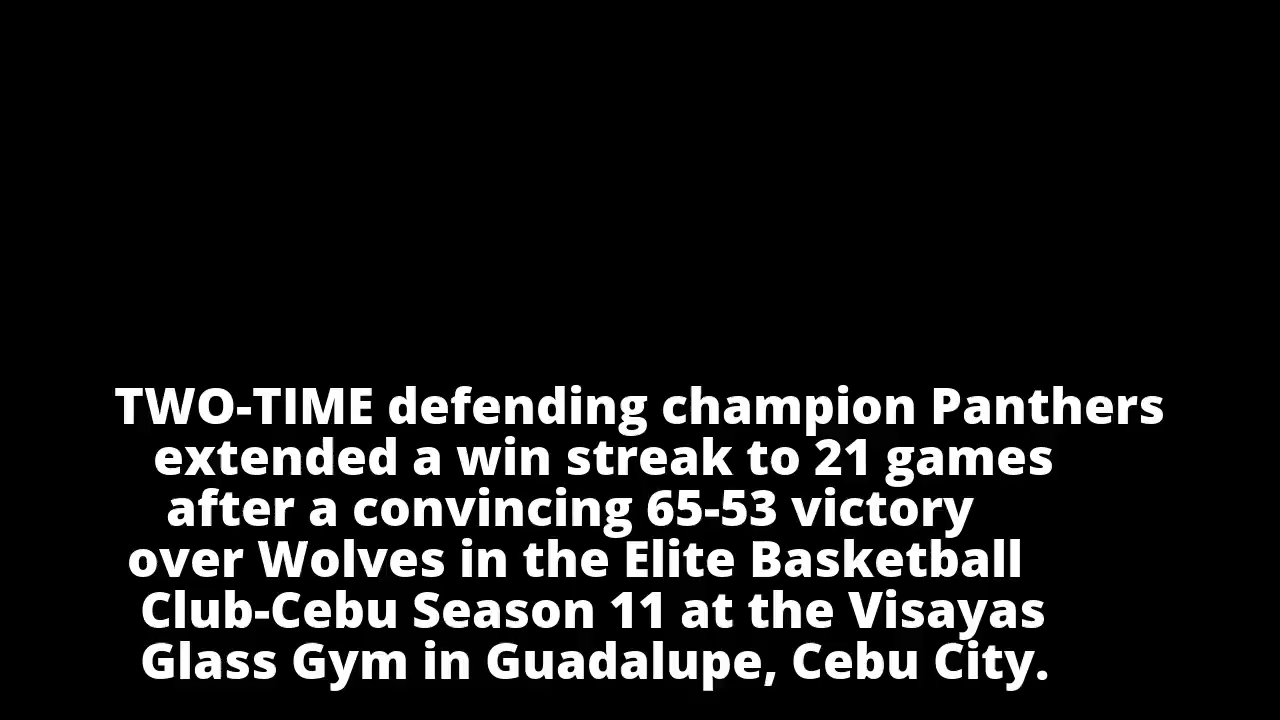 TWO-TIME defending champion Panthers
extended a win streak to 21 games
after a convincing 65-53 victory
over Wolves in the Elite Basketball
Club-Cebu Season 11 at the Visayas
Glass Gym in Guadalupe, Cebu City.